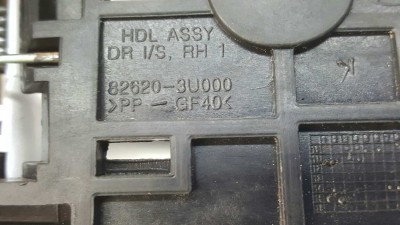 HDL ASSY
DR I/S, RH 1
82620-3U000
>PP-GF40<